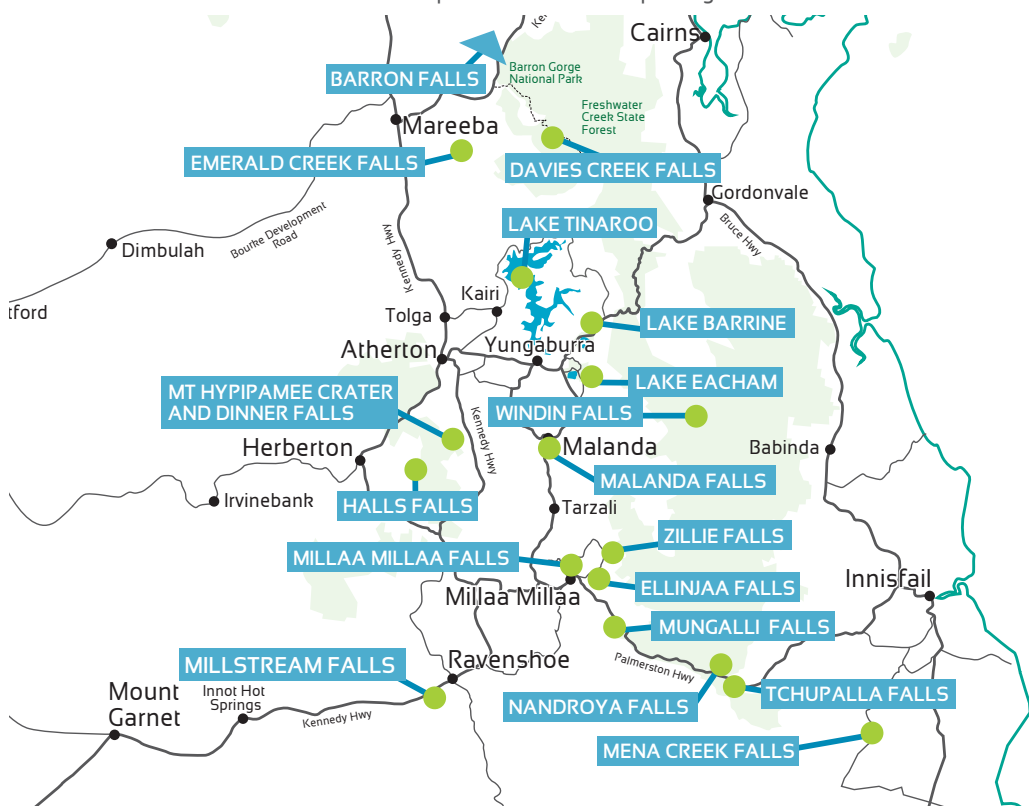 Cairns
Barron Gorge
National Park
BARRON FALLS
Freshwater
Creek State
Forest
Mareeba
EMERALD CREEK FALLS
DAVIES CREEK FALLS
Gordonvale
LAKE TINAROO
Bruce Hwy
Bourke Development
Road
Dimbulah
Kennedy Hwy
Kairi
tford
Tolga
LAKE BARRINE
Yungaburra
Atherton
LAKE EACHAM
MT HYPIPAMEE CRATER
AND DINNER FALLS
WINDIN FALLS
Kennedy Hwy
Herberton
Malanda
Babinda
MALANDA FALLS
Irvinebank
HALLS FALLS
Tarzali
ZILLIE FALLS
MILLAA MILLAA FALLS
Innisfail
ELLINJAA FALLS
Millaa Millaa
MUNGALLI FALLS
Ravenshoe
MILLSTREAM FALLS
Palmerston Hwy
Mount
Garnet
Innot Hot
Springs
TCHUPALLA FALLS
NANDROYA FALLS
Kennedy Hwy
MENA CREEK FALLS